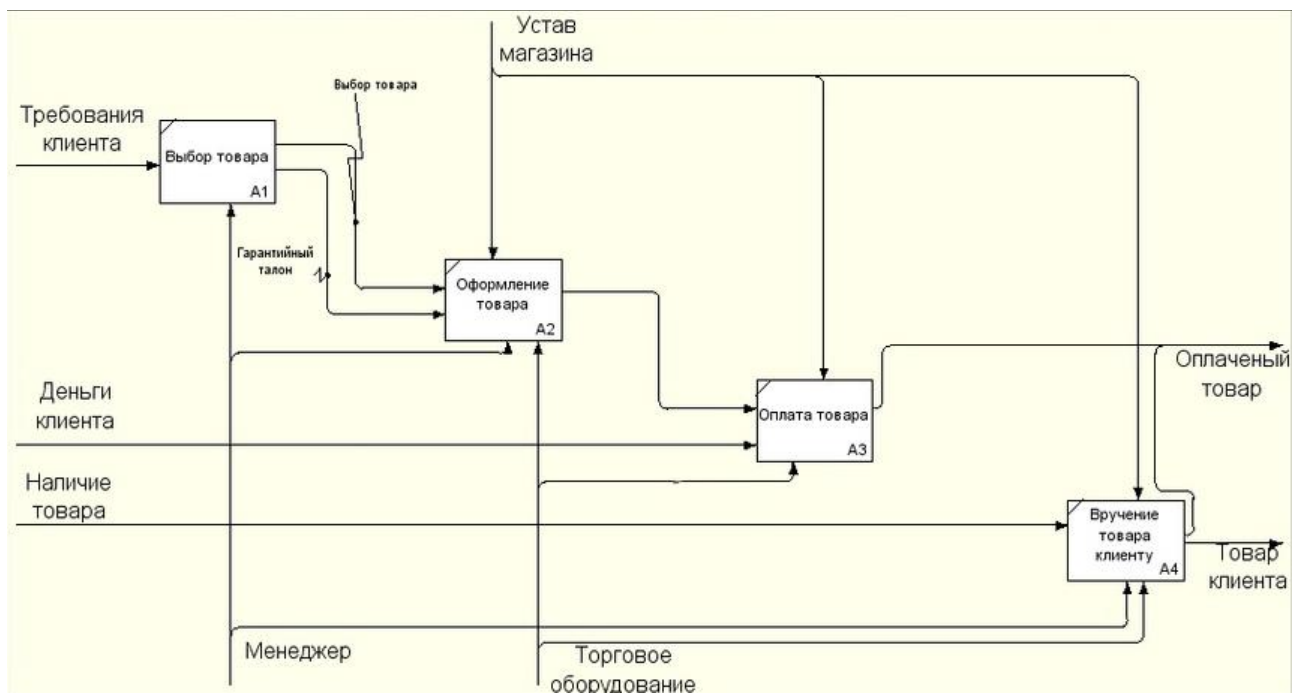 Устав
магазина
Выбор товара
Требования
клиента
Выбор товара
A1
Гарантийный
талон
Оформление
товара
A2
Деньги
клиента
Оплаченый
товар
Оплата товара
A3
Наличие
товара
Вручение
товара
клиенту
A4
Товар
клиента
Менеджер
Торговое
оборудование